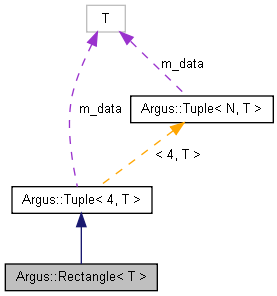 T
m_data
m_data
Argus::Tuple< N, T >
< 4, T >
Argus::Tuple< 4, T >
Argus::Rectangle< T >